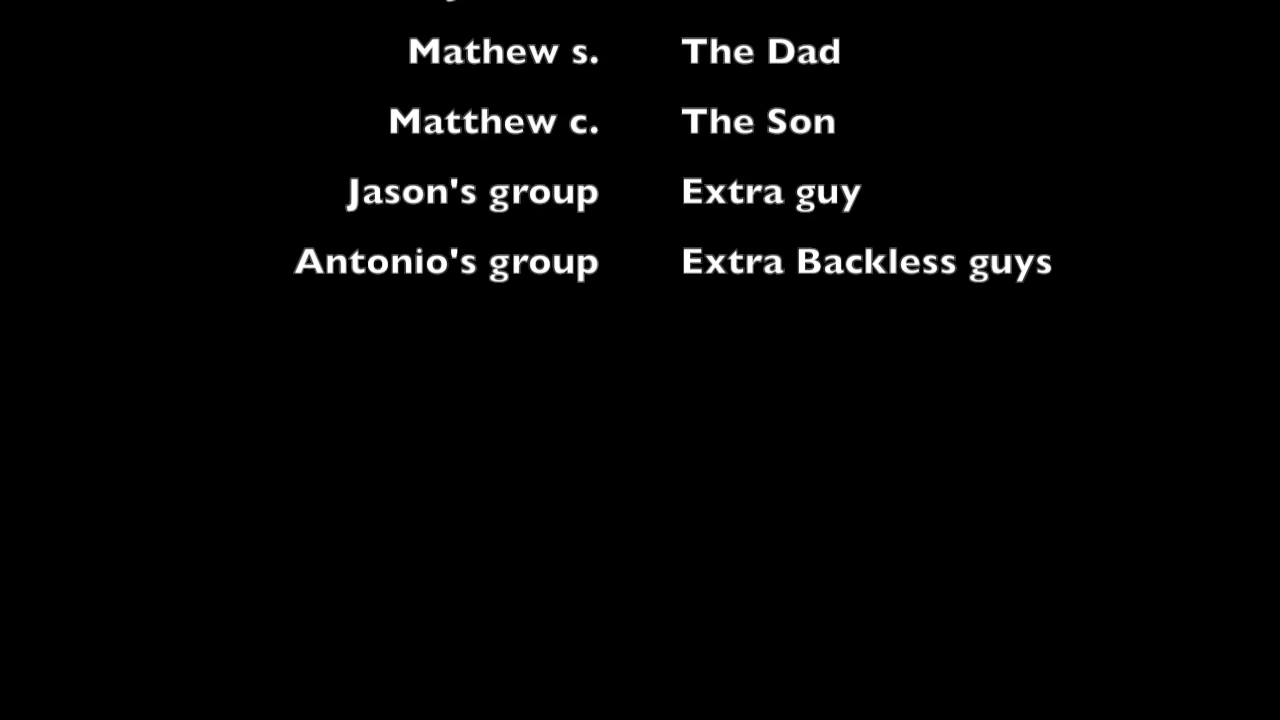 Mathew s. The Dad
Matthew c. The Son
Jason's group Extra guy
Antonio's group Extra Backless guys